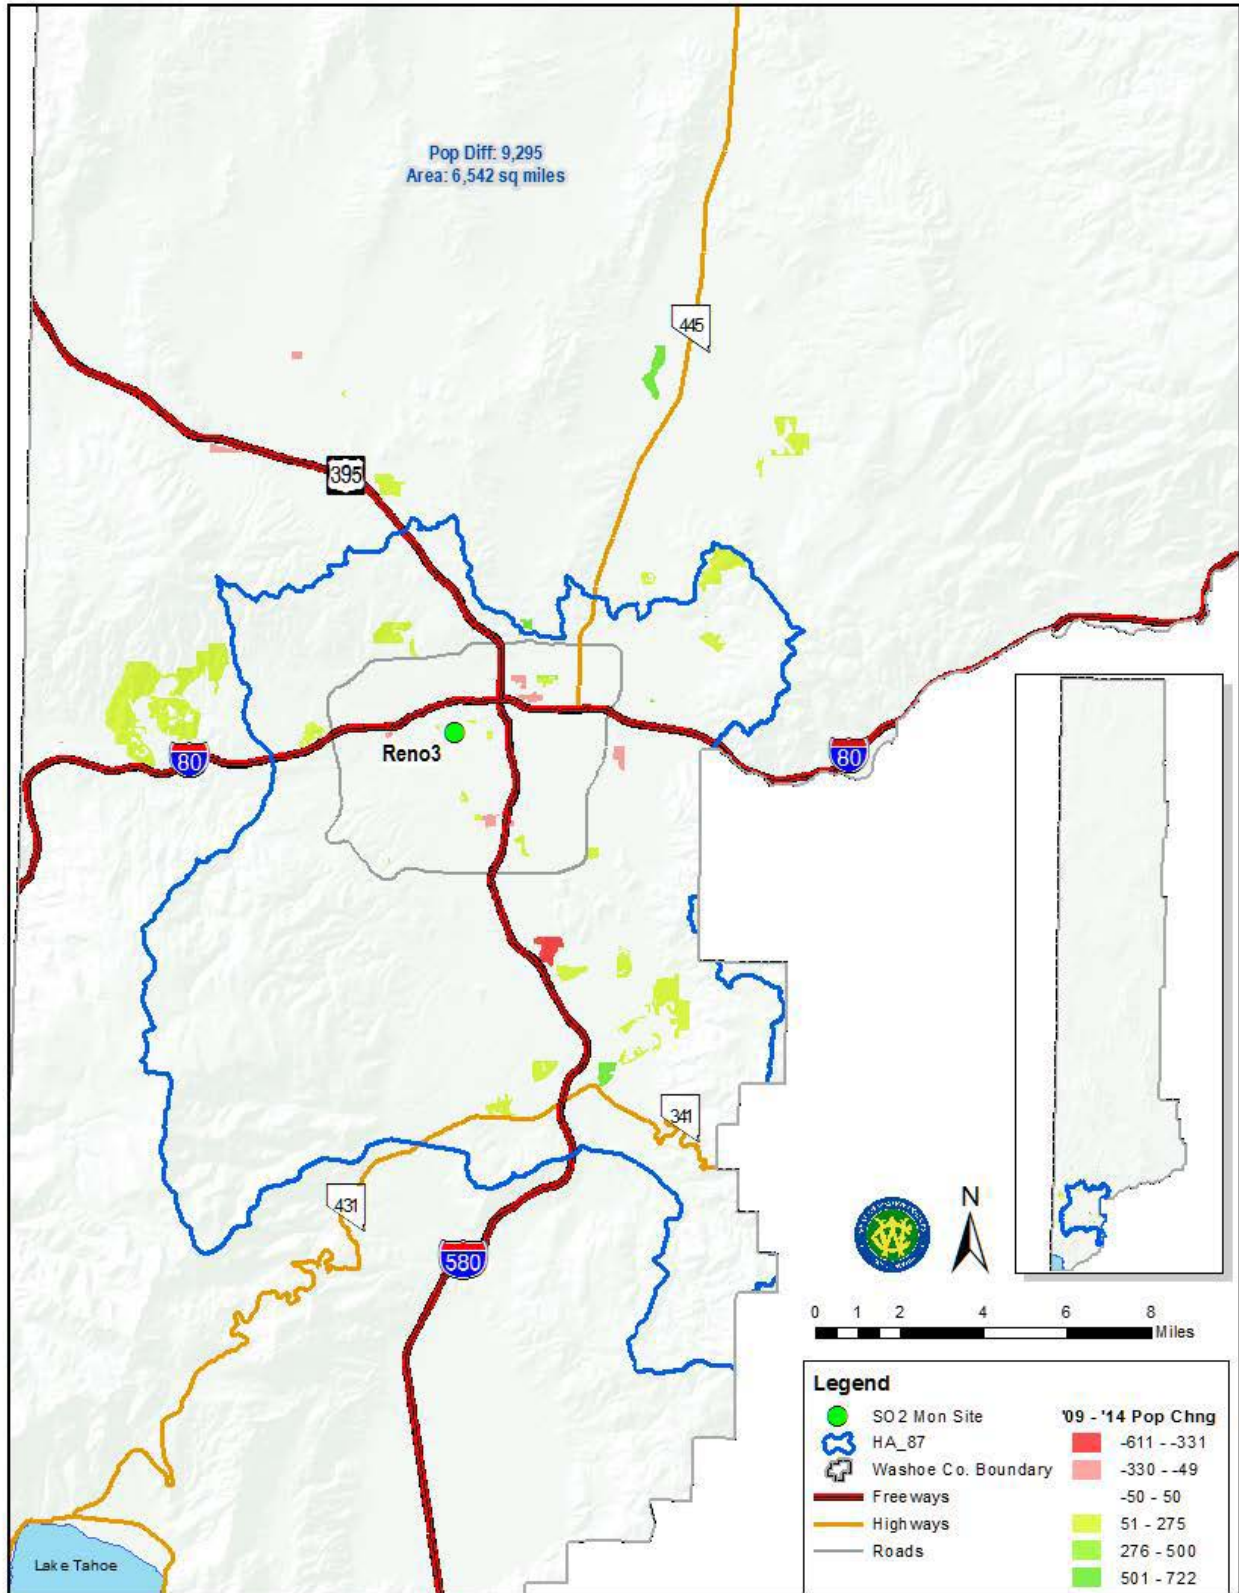 Pop Diff: 9,295
Area: 6,542 sq miles
445
395
80
Reno3
80
341
431
580
N
0 1 2 4 6 8
Miles
Lake Tahoe
Legend
SO2 Mon Site
HA_87
Washoe Co. Boundary
Freeways
Highways
Roads
'09 - '14 Pop Chng
-611 - -331
-330 - -49
-50 - 50
51 - 275
276 - 500
501 - 722